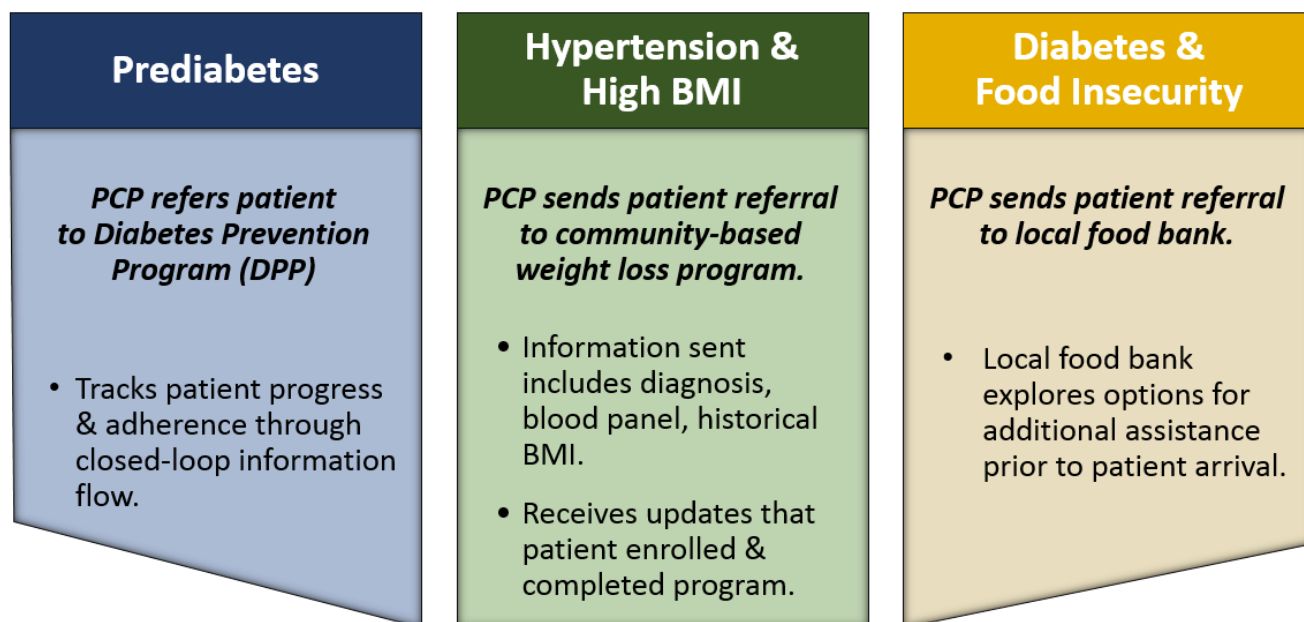 Prediabetes
PCP refers patient
to Diabetes Prevention
Program (DPP)
• Tracks patient progress
& adherence through
closed-loop information
flow.
Hypertension &
High BMI
PCP sends patient referral
to community-based
weight loss program.
• Information sent
includes diagnosis,
blood panel, historical
BMI.
• Receives updates that
patient enrolled &
completed program.
Diabetes &
Food Insecurity
PCP sends patient referral
to local food bank.
• Local food bank
explores options for
additional assistance
prior to patient arrival.